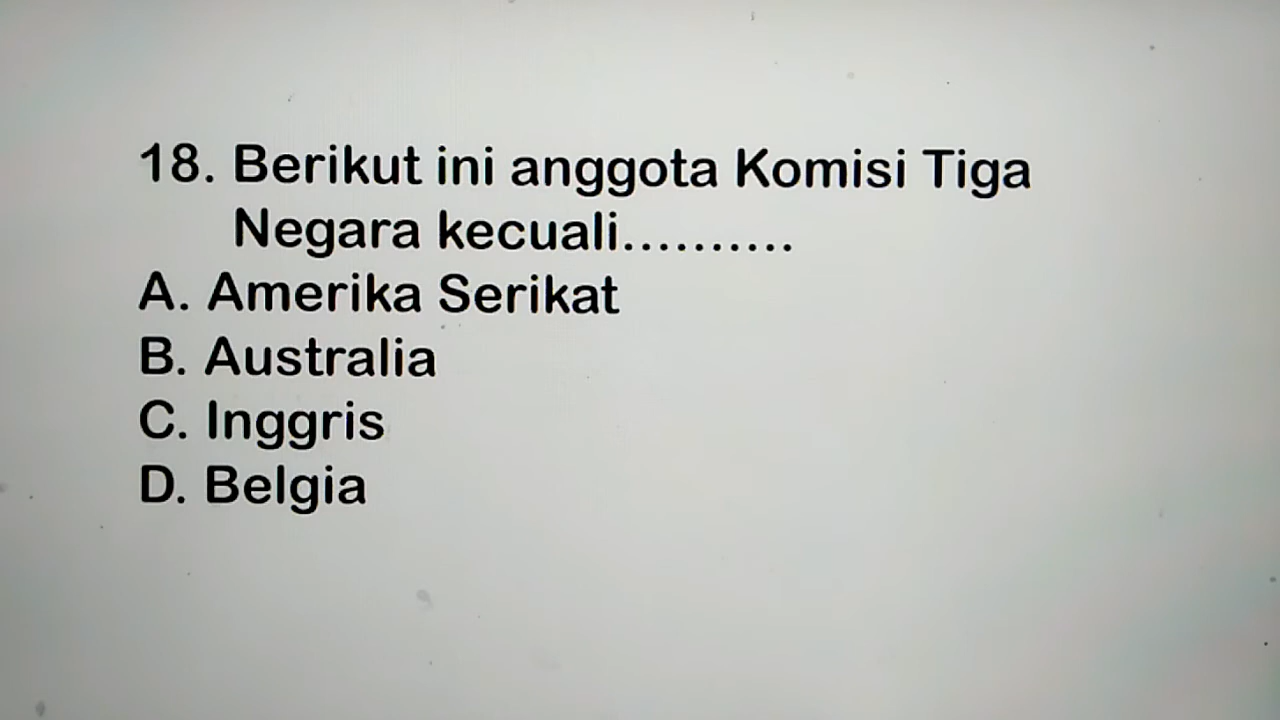 18. Berikut ini anggota Komisi Tiga
Negara kecuali..........
A. Amerika Serikat
B. Australia
C. Inggris
D. Belgia